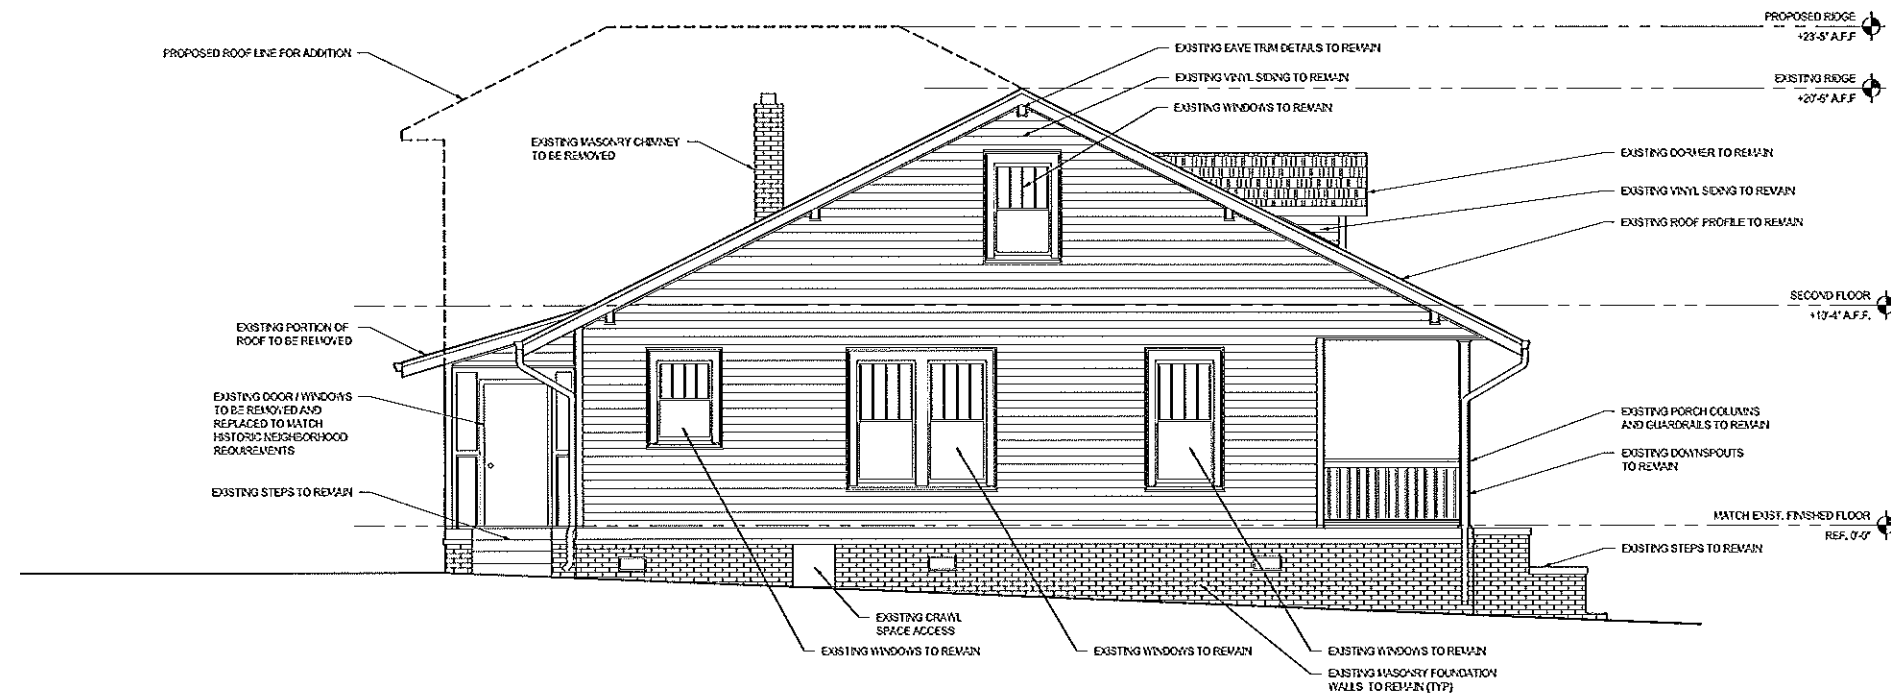 PROPOSED RIDGE
+23'-5" A.F.F
PROPOSED ROOF LINE FOR ADDITION
EXISTING EAVE TRIM DETAILS TO REMAIN
EXISTING VINYL SIDING TO REMAIN
EXISTING RIDGE
+20'-6" A.F.F
EXISTING WINDOWS TO REMAIN
EXISTING MASONRY CHIMNEY
TO BE REMOVED
EXISTING DORMER TO REMAIN
EXISTING VINYL SIDING TO REMAIN
EXISTING ROOF PROFILE TO REMAIN
SECOND FLOOR
+10'-4" A.F.F.
EXISTING PORTION OF
ROOF TO BE REMOVED
EXISTING DOOR / WINDOWS
TO BE REMOVED AND
REPLACED TO MATCH
HISTORIC NEIGHBORHOOD
REQUIREMENTS
EXISTING PORCH COLUMNS
AND GUARDRAILS TO REMAIN
EXISTING DOWNSPOUTS
TO REMAIN
EXISTING STEPS TO REMAIN
MATCH EXIST. FINISHED FLOOR
REF. 0'-0"
EXISTING STEPS TO REMAIN
EXISTING CRAWL
SPACE ACCESS
EXISTING WINDOWS TO REMAIN
EXISTING WINDOWS TO REMAIN
EXISTING WINDOWS TO REMAIN
EXISTING MASONRY FOUNDATION
WALLS TO REMAIN (TYP)